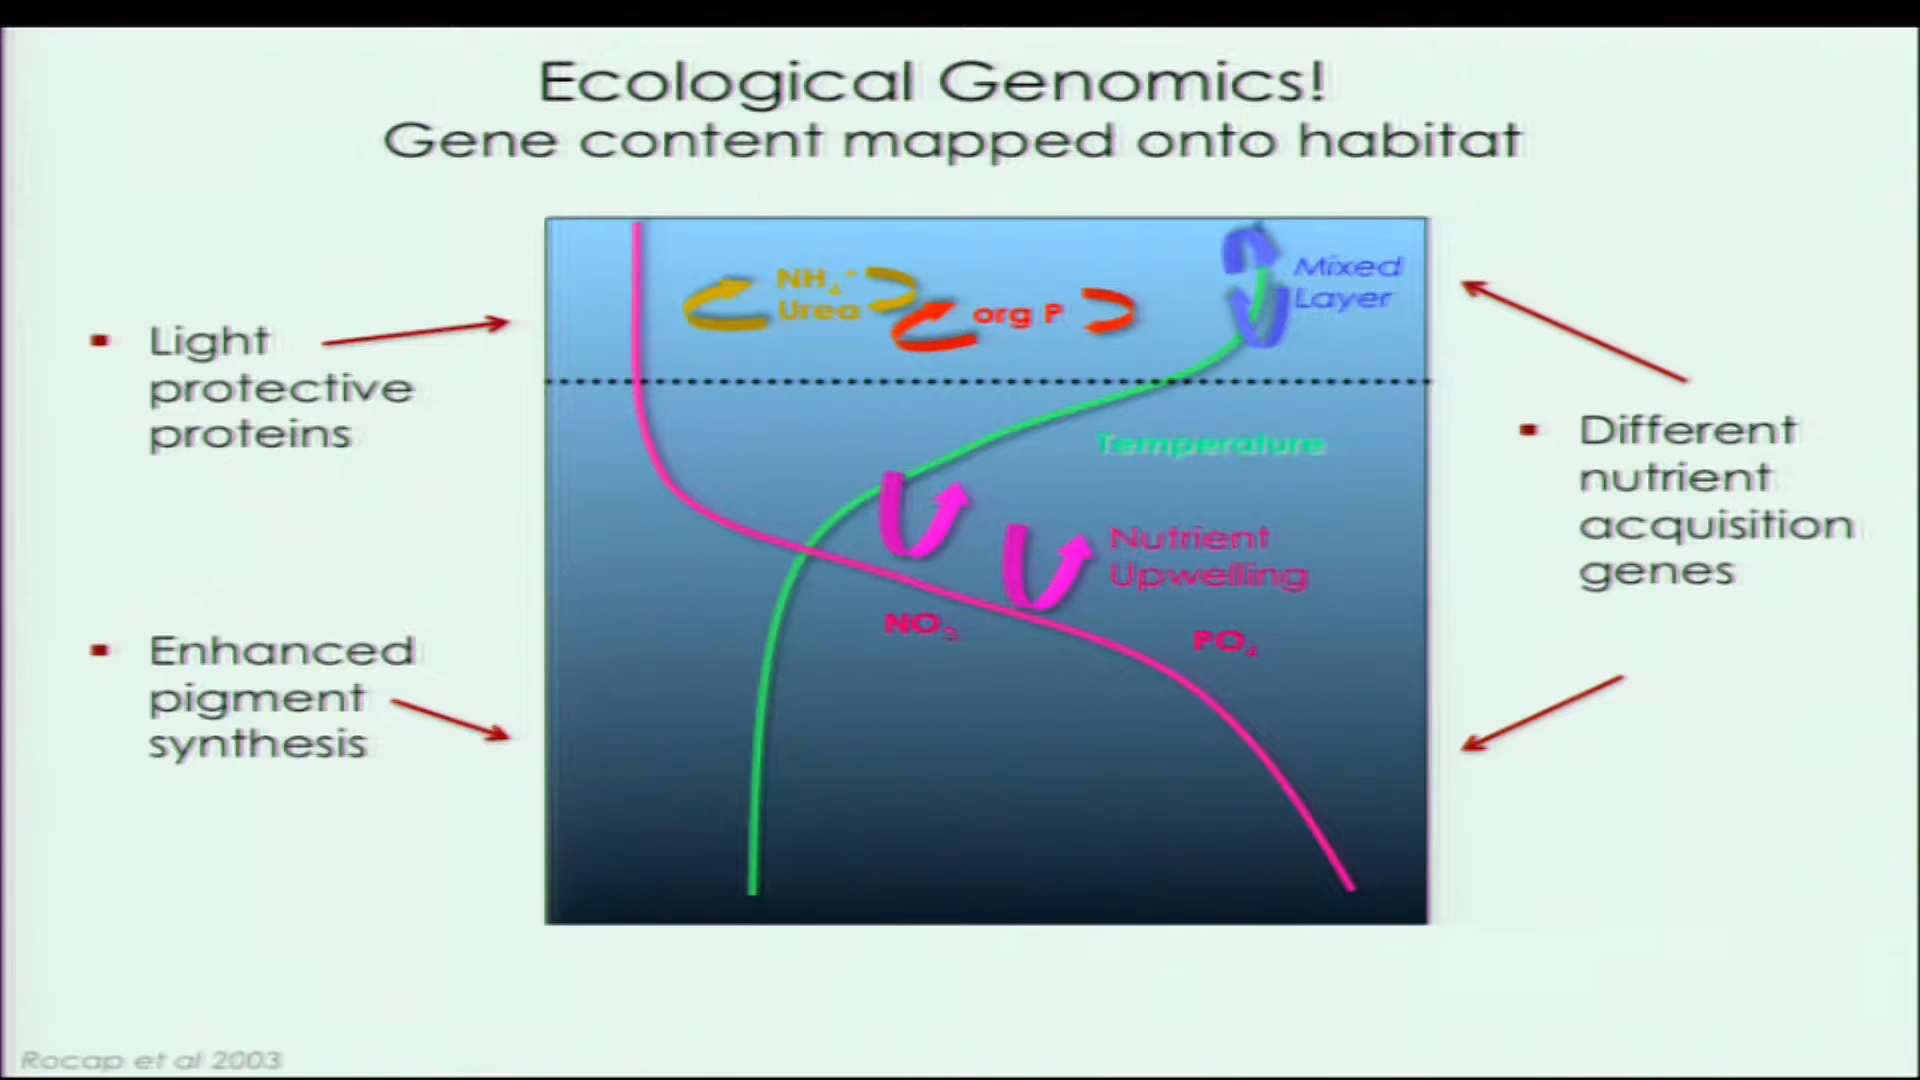 Ecological Genomics!
Gene content mapped onto habitat
Light
protective
proteins
Enhanced
pigment
synthesis
NH₄⁺
Urea
org P
Mixed
Layer
Temperature
Nutrient
Upwelling
NO₃
PO₄
Different
nutrient
acquisition
genes
Rocap et al 2003